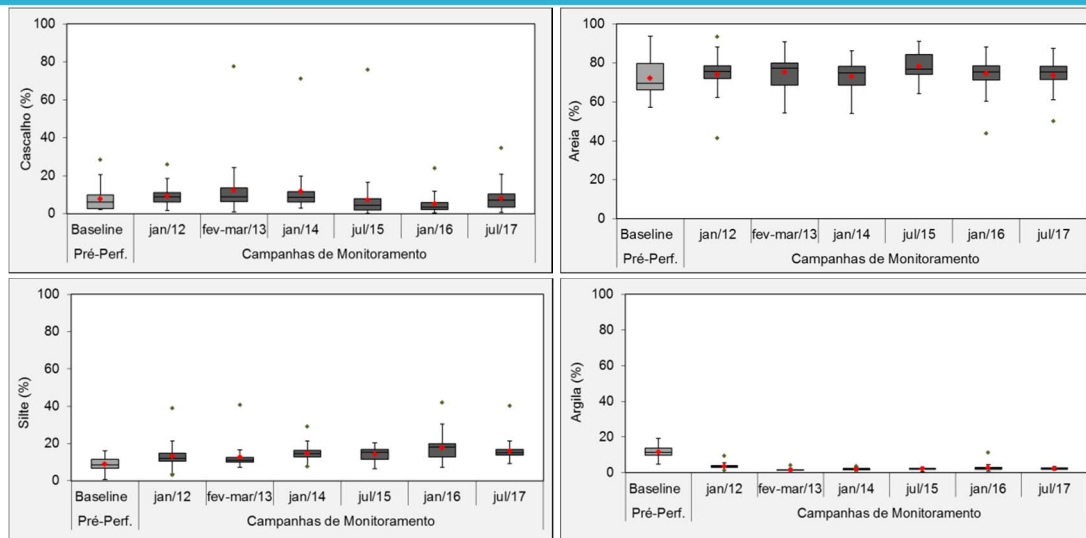 Cascalho (%)
100
80
60
40
20
0
Baseline jan/12 fev-mar/13 jan/14 jul/15 jan/16 jul/17
Pré-Perf. Campanhas de Monitoramento
Areia (%)
100
80
60
40
20
0
Baseline jan/12 fev-mar/13 jan/14 jul/15 jan/16 jul/17
Pré-Perf. Campanhas de Monitoramento
Silte (%)
100
80
60
40
20
0
Baseline jan/12 fev-mar/13 jan/14 jul/15 jan/16 jul/17
Pré-Perf. Campanhas de Monitoramento
Argila (%)
100
80
60
40
20
0
Baseline jan/12 fev-mar/13 jan/14 jul/15 jan/16 jul/17
Pré-Perf. Campanhas de Monitoramento